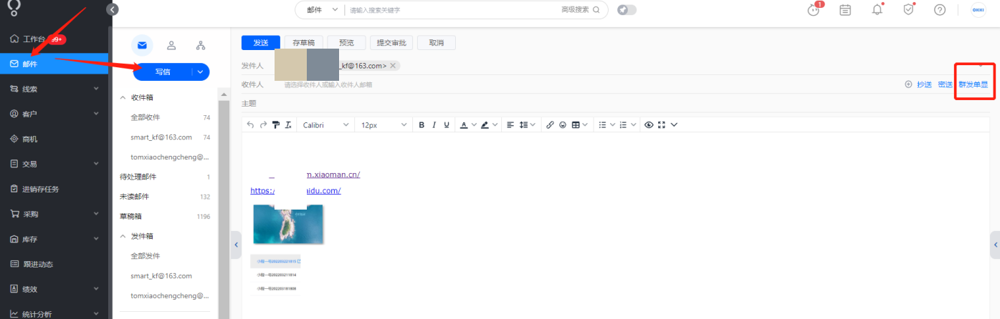 邮件 请输入搜索关键字 高级搜索 1 OKKI
工作台 99+
邮件
线索
客户
商机
交易
进销存任务
采购
库存
跟进动态
绩效
统计分析
写信
收件箱
全部收件 74
smart_kf@163.com 74
tomxiaochengcheng@...
待处理邮件 1
未读邮件 132
草稿箱 1196
发件箱
全部发件
smart_kf@163.com
tomxiaochengcheng@...
发送 存草稿 预览 提交审批 取消
发件人 _kf@163.com>
收件人 请选择收件人或输入收件人邮箱 抄送 密送 群发单显
主题
Calibri 12px B I U A
m.xiaoman.cn/
https:/ aidu.com/